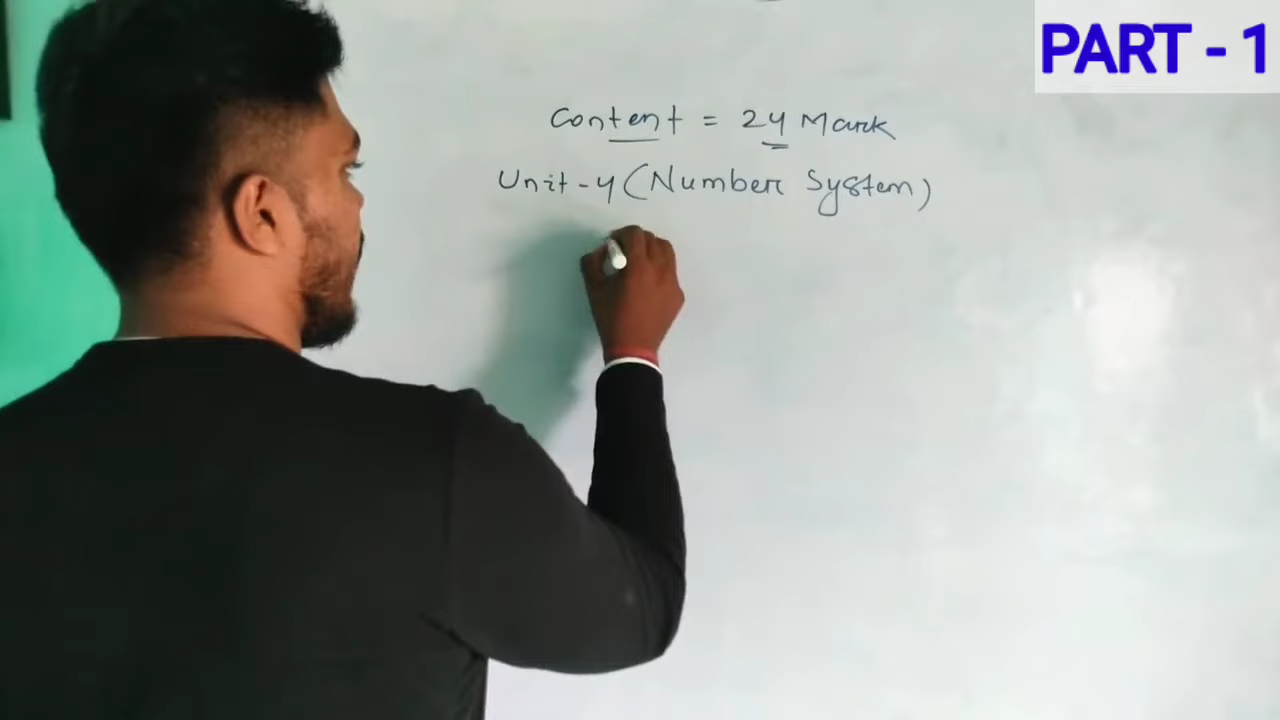 PART - 1
Content = 24 Mark
Unit-4 (Number System)